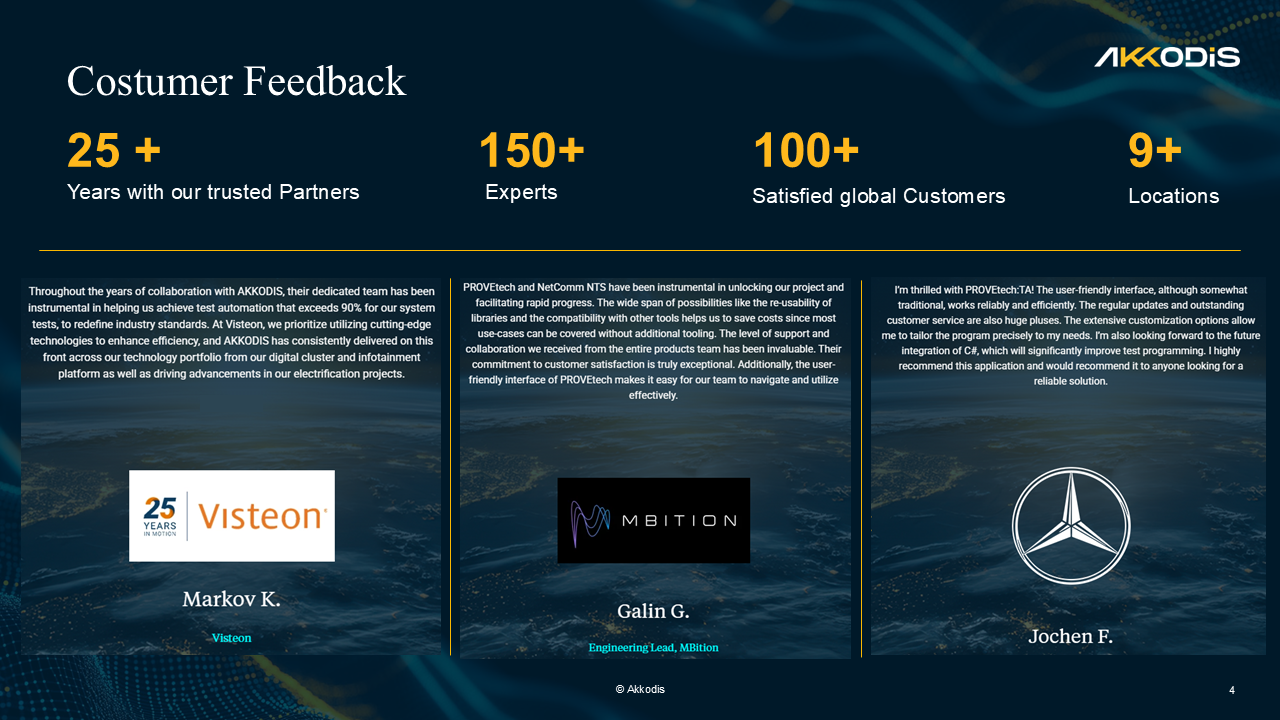 AKKODIS
Costumer Feedback
25 +
Years with our trusted Partners
150+
Experts
100+
Satisfied global Customers
9+
Locations
Throughout the years of collaboration with AKKODIS, their dedicated team has been
instrumental in helping us achieve test automation that exceeds 90% for our system
tests, to redefine industry standards. At Visteon, we prioritize utilizing cutting-edge
technologies to enhance efficiency, and AKKODIS has consistently delivered on this
front across our technology portfolio from our digital cluster and infotainment
platform as well as driving advancements in our electrification projects.
25
YEARS
IN MOTION
Visteon®
Markov K.
Visteon
PROVEtech and NetComm NTS have been instrumental in unlocking our project and
facilitating rapid progress. The wide span of possibilities like the re-usability of
libraries and the compatibility with other tools helps us to save costs since most
use-cases can be covered without additional tooling. The level of support and
collaboration we received from the entire products team has been invaluable. Their
commitment to customer satisfaction is truly exceptional. Additionally, the user-
friendly interface of PROVEtech makes it easy for our team to navigate and utilize
effectively.
MBITION
Galin G.
Engineering Lead, MBition
I'm thrilled with PROVEtech:TA! The user-friendly interface, although somewhat
traditional, works reliably and efficiently. The regular updates and outstanding
customer service are also huge pluses. The extensive customization options allow
me to tailor the program precisely to my needs. I'm also looking forward to the future
integration of C#, which will significantly improve test programming. I highly
recommend this application and would recommend it to anyone looking for a
reliable solution.
Jochen F.
© Akkodis
4